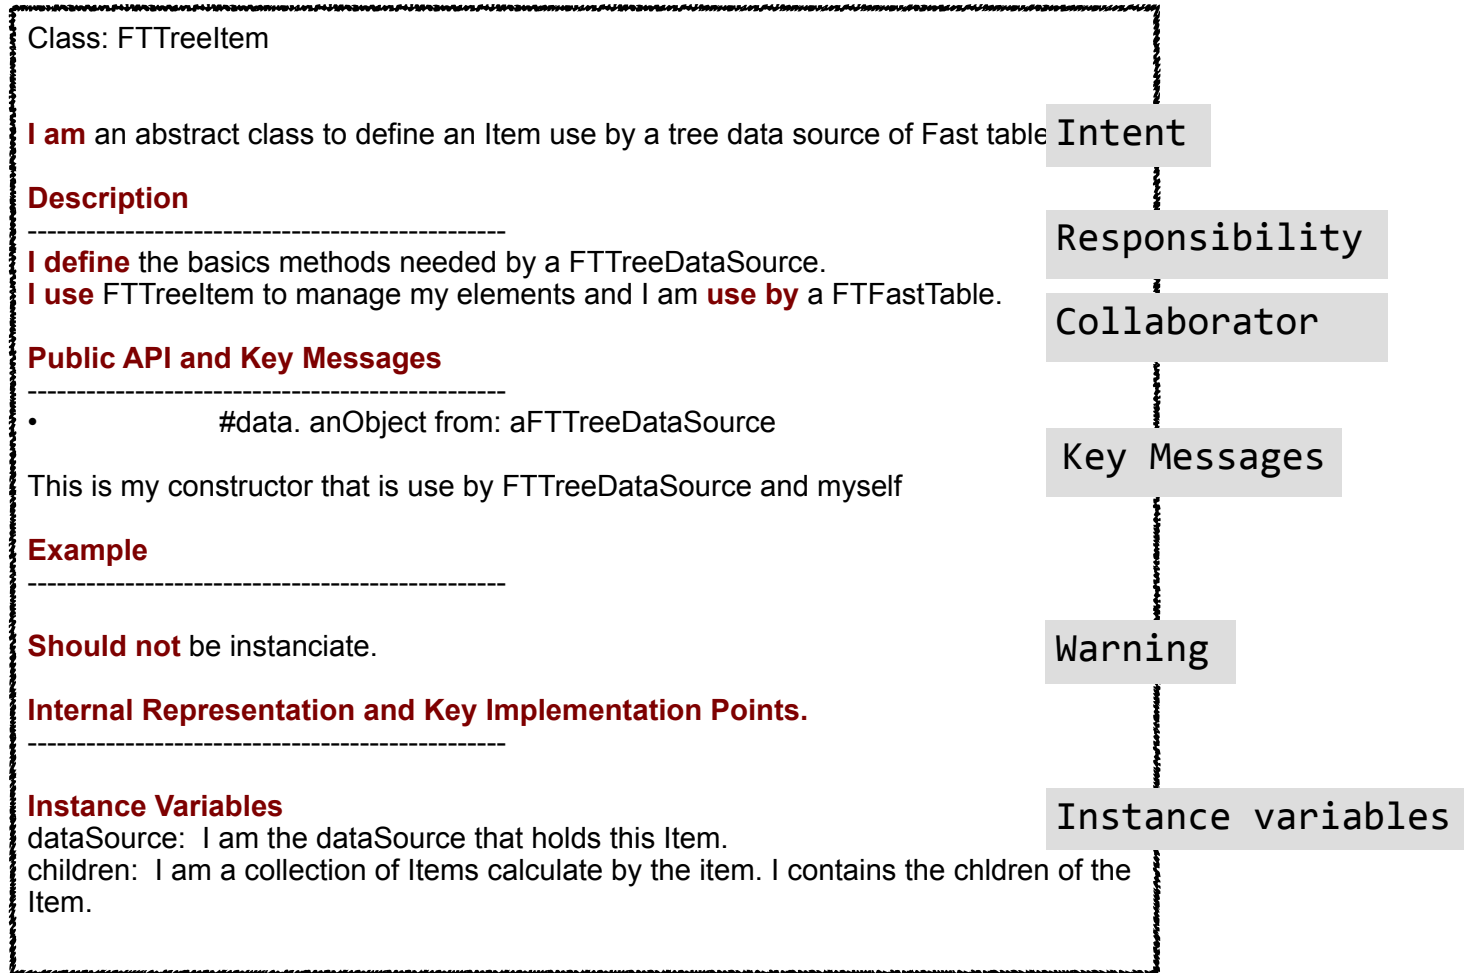 Class: FTTreeItem
I am an abstract class to define an Item use by a tree data source of Fast table
Intent
Description
-------------------------------------------------
Responsibility
I define the basics methods needed by a FTTreeDataSource.
I use FTTreeItem to manage my elements and I am use by a FTFastTable.
Collaborator
Public API and Key Messages
-------------------------------------------------
• #data. anObject from: aFTTreeDataSource
Key Messages
This is my constructor that is use by FTTreeDataSource and myself
Example
-------------------------------------------------
Should not be instanciate.
Warning
Internal Representation and Key Implementation Points.
-------------------------------------------------
Instance Variables
Instance variables
dataSource: I am the dataSource that holds this Item.
children: I am a collection of Items calculate by the item. I contains the chldren of the
Item.